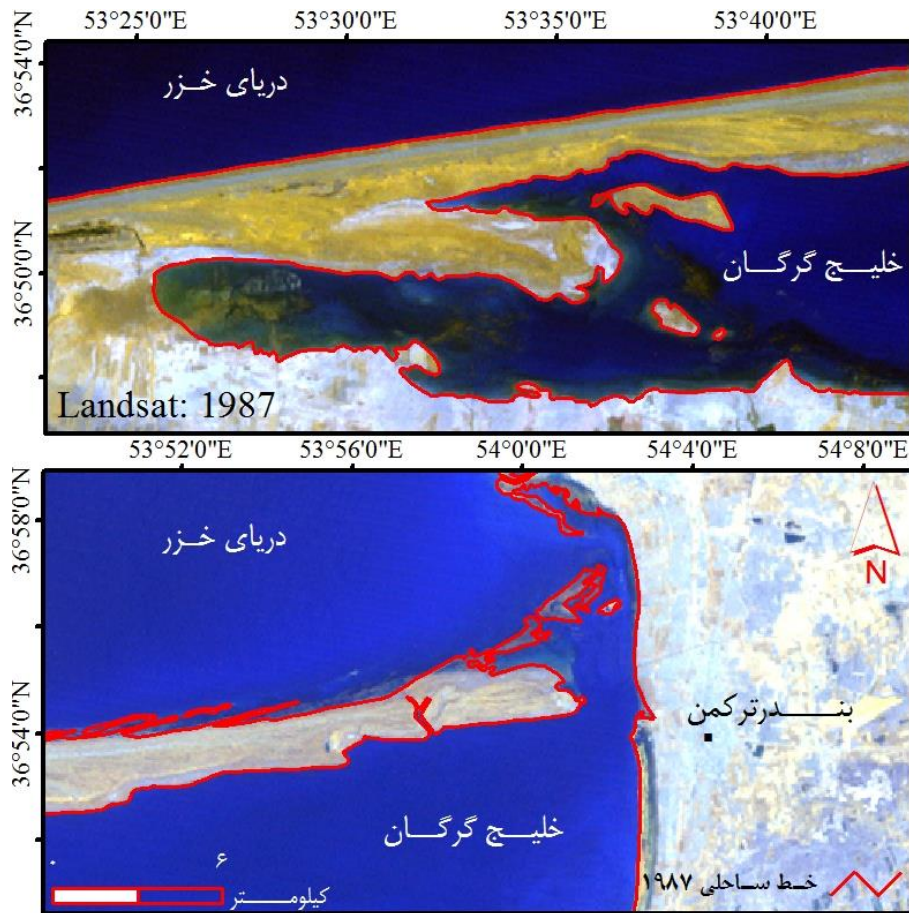 53°25'0"E 53°30'0"E 53°35'0"E 53°40'0"E
36°54'0"N
دریای خزر
36°50'0"N
خلیج گرگان
Landsat: 1987
53°52'0"E 53°56'0"E 54°0'0"E 54°4'0"E 54°8'0"E
36°58'0"N
دریای خزر
N
بندرترکمن
36°54'0"N
خلیج گرگان
۰ ۶
کیلومتر
خط ساحلی ۱۹۸۷